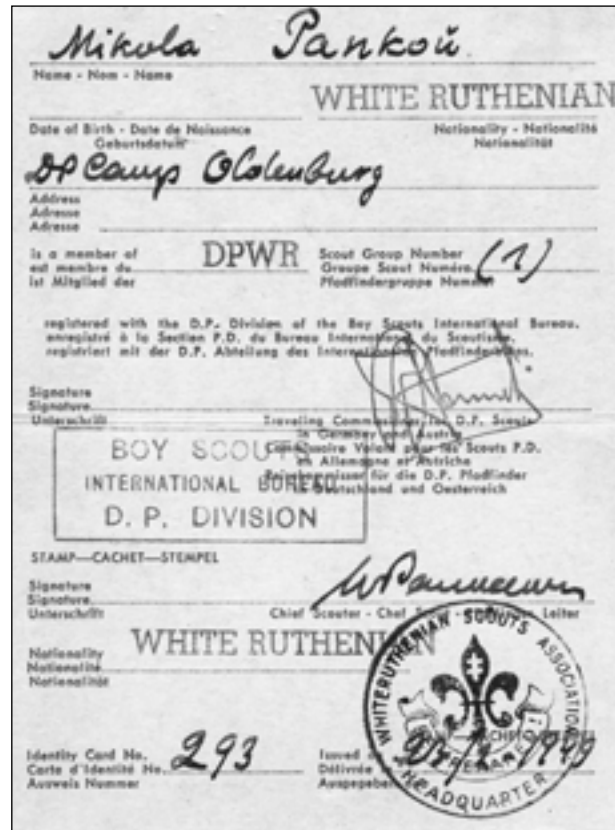 Mikola Pankoŭ
Name - Nom - Name
WHITE RUTHENIAN
Date of Birth - Date de Naissance
Geburtsdatum
Nationality - Nationalité
Nationalität
DP Camp Oldenburg
Address
Adresse
Adresse
is a member of
est membre du
ist Mitglied der
DPWR
Scout Group Number
Groupe Scout Numéro
Pfadfindergruppe Nummer
(1)
registered with the D.P. Division of the Boy Scouts International Bureau.
enregistré à la Section P.D. du Bureau International du Scoutisme.
registriert mit der D.P. Abteilung des Internationalen Pfadfinderbüros.
Signature
Signature
Unterschrift
Traveling Commissioner for D.P. Scouts
in Germany and Austria
Commissaire Volant pour les Scouts P.D.
en Allemagne et Autriche
für die D.P. Pfadfinder
in Deutschland und Oesterreich
BOY SCOUTS
INTERNATIONAL BUREAU
D. P. DIVISION
STAMP—CACHET—STEMPEL
Signature
Signature
Unterschrift
Chief Scouter - Chef Leiter
Nationality
Nationalité
Nationalität
WHITE RUTHENIAN
WHITERUTHENIAN SCOUTS ASSOCIATION
HEADQUARTER
Identity Card No.
Carte d'Identité No.
Ausweis Nummer
293
Issued
Délivrée
Ausgegeben
1949